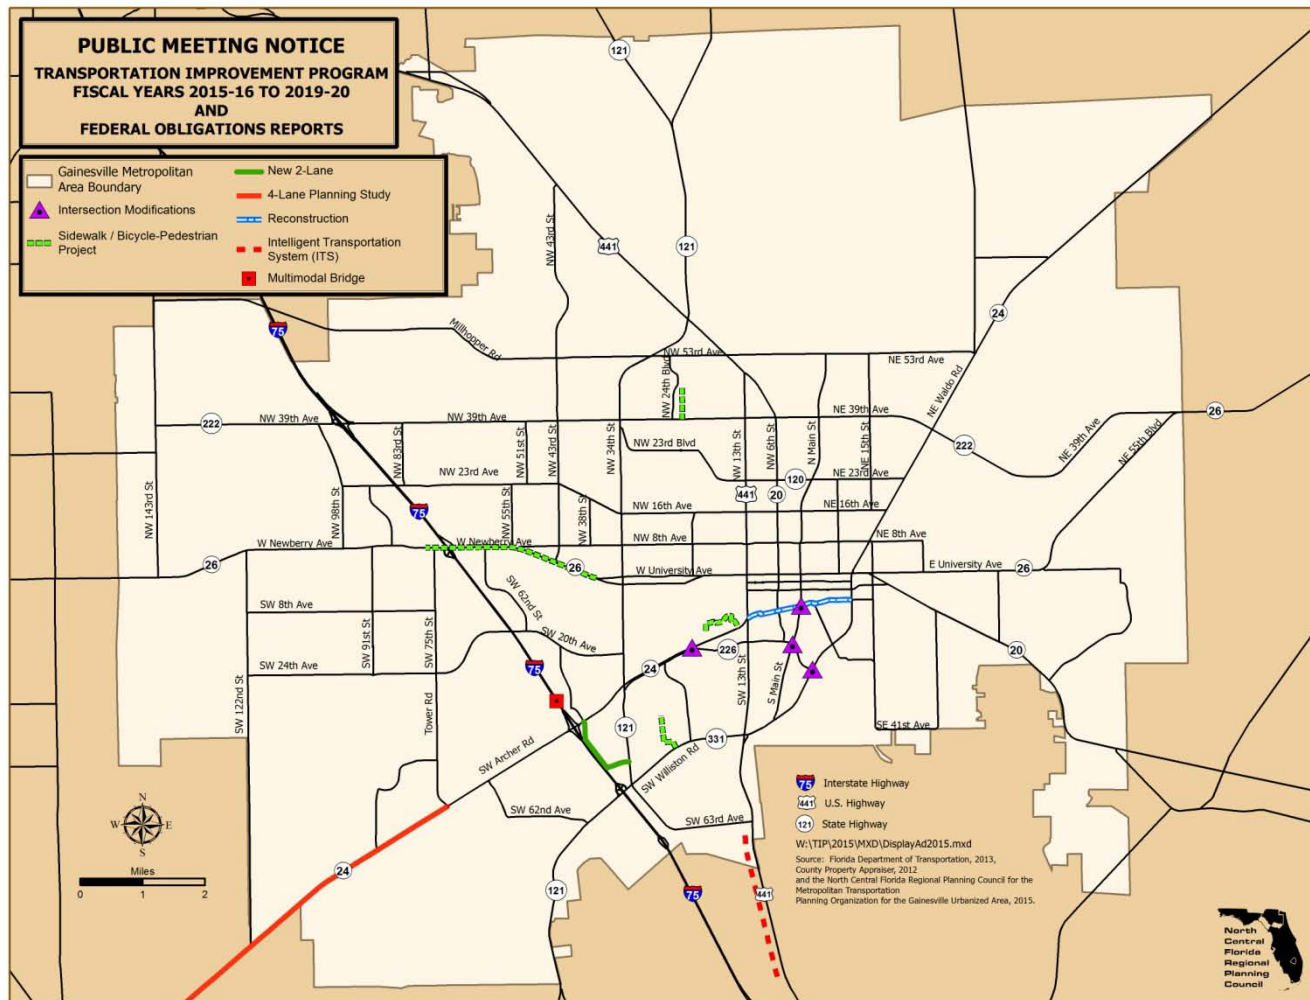 PUBLIC MEETING NOTICE
TRANSPORTATION IMPROVEMENT PROGRAM
FISCAL YEARS 2015-16 TO 2019-20
AND
FEDERAL OBLIGATIONS REPORTS
Gainesville Metropolitan
Area Boundary
Intersection Modifications
Sidewalk / Bicycle-Pedestrian
Project
New 2-Lane
4-Lane Planning Study
Reconstruction
Intelligent Transportation
System (ITS)
Multimodal Bridge
121
NW 43rd St
441
121
24
75
Millhopper Rd
NW 53rd Ave
NE 53rd Ave
NW 24th Blvd
NE Waldo Rd
222
NW 39th Ave
NW 39th Ave
NE 39th Ave
26
222
NE 39th Ave
NE 55th Blvd
NW 143rd St
NW 98th St
NW 83rd St
NW 51st St
NW 43rd St
NW 34th St
NW 23rd Blvd
NW 13th St
NW 6th St
N Main St
NE 15th St
NW 23rd Ave
120
NE 23rd Ave
441
20
75
NW 55th St
NW 38th St
NW 16th Ave
NE 16th Ave
W Newberry Ave
W Newberry Ave
NW 8th Ave
NE 8th Ave
26
26
W University Ave
E University Ave
26
SW 8th Ave
SW 62nd St
SW 91st St
SW 75th St
SW 20th Ave
226
20
SW 24th Ave
75
24
SW 122nd St
Tower Rd
SW 13th St
S Main St
121
331
SE 41st Ave
SW Archer Rd
SW Williston Rd
SW 62nd Ave
SW 63rd Ave
24
121
75
441
N
W
E
S
Miles
0
1
2
75
Interstate Highway
441
U.S. Highway
121
State Highway
W:\TIP\2015\MXD\DisplayAd2015.mxd
Source: Florida Department of Transportation, 2013,
County Property Appraiser, 2012
and the North Central Florida Regional Planning Council for the
Metropolitan Transportation
Planning Organization for the Gainesville Urbanized Area, 2015.
North
Central
Florida
Regional
Planning
Council